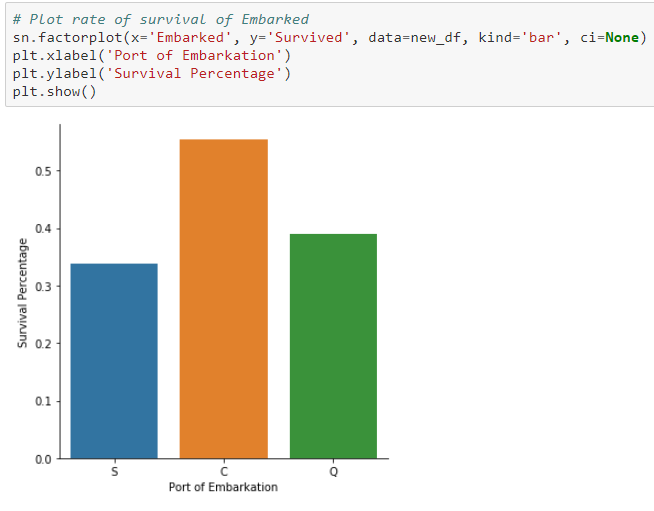 # Plot rate of survival of Embarked
sn.factorplot(x='Embarked', y='Survived', data=new_df, kind='bar', ci=None)
plt.xlabel('Port of Embarkation')
plt.ylabel('Survival Percentage')
plt.show()
Survival Percentage
0.5
0.4
0.3
0.2
0.1
0.0
S C Q
Port of Embarkation